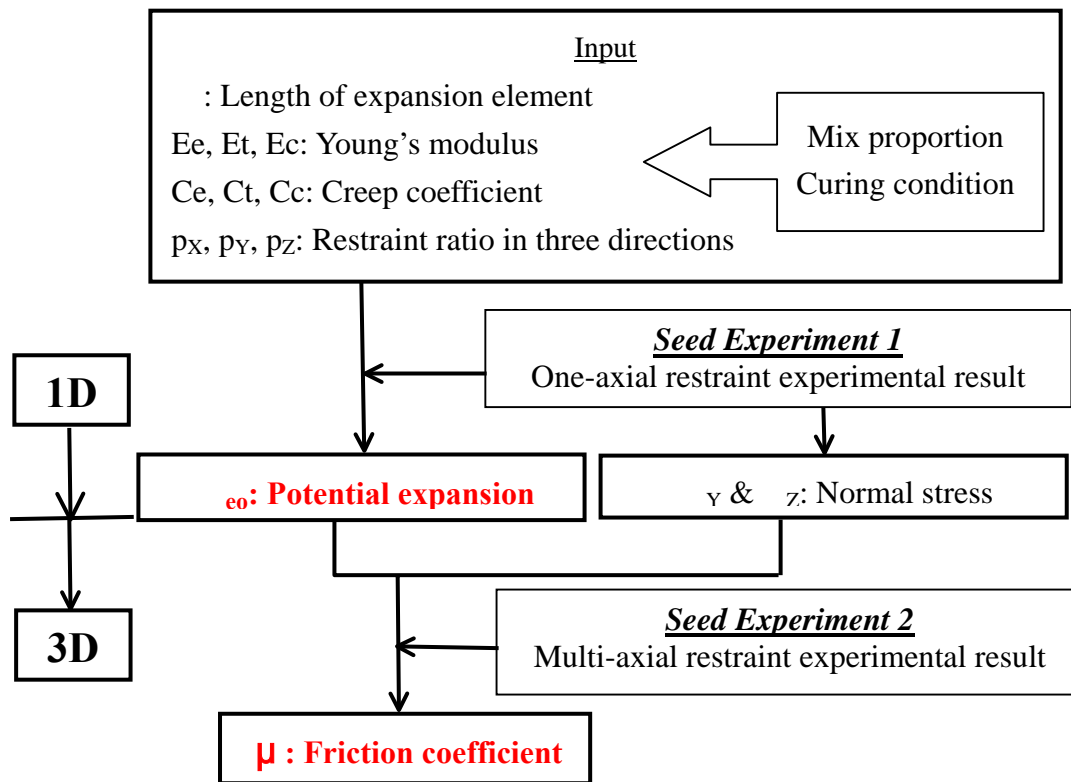 Input
: Length of expansion element
Ee, Et, Ec: Young's modulus
Ce, Ct, Cc: Creep coefficient
pX, pY, pZ: Restraint ratio in three directions
Mix proportion
Curing condition
Seed Experiment 1
One-axial restraint experimental result
1D
eo: Potential expansion
Y & Z: Normal stress
3D
Seed Experiment 2
Multi-axial restraint experimental result
μ : Friction coefficient